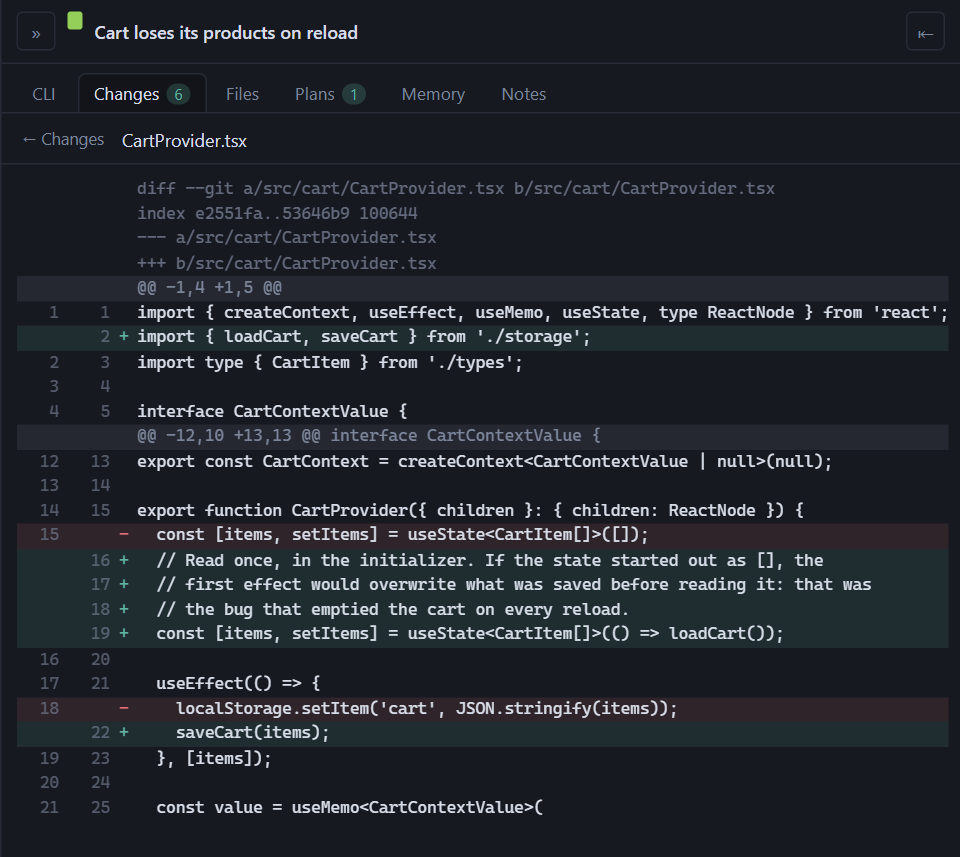 »
Cart loses its products on reload
⇤
CLI
Changes 6
Files
Plans 1
Memory
Notes
← Changes CartProvider.tsx
diff --git a/src/cart/CartProvider.tsx b/src/cart/CartProvider.tsx
index e2551fa..53646b9 100644
--- a/src/cart/CartProvider.tsx
+++ b/src/cart/CartProvider.tsx
@@ -1,4 +1,5 @@
1 1 import { createContext, useEffect, useMemo, useState, type ReactNode } from 'react';
2 + import { loadCart, saveCart } from './storage';
2 3 import type { CartItem } from './types';
3 4
4 5 interface CartContextValue {
@@ -12,10 +13,13 @@ interface CartContextValue {
12 13 export const CartContext = createContext<CartContextValue | null>(null);
13 14
14 15 export function CartProvider({ children }: { children: ReactNode }) {
15 - const [items, setItems] = useState<CartItem[]>([]);
16 + // Read once, in the initializer. If the state started out as [], the
17 + // first effect would overwrite what was saved before reading it: that was
18 + // the bug that emptied the cart on every reload.
19 + const [items, setItems] = useState<CartItem[]>(() => loadCart());
16 20
17 21 useEffect(() => {
18 - localStorage.setItem('cart', JSON.stringify(items));
22 + saveCart(items);
19 23 }, [items]);
20 24
21 25 const value = useMemo<CartContextValue>(